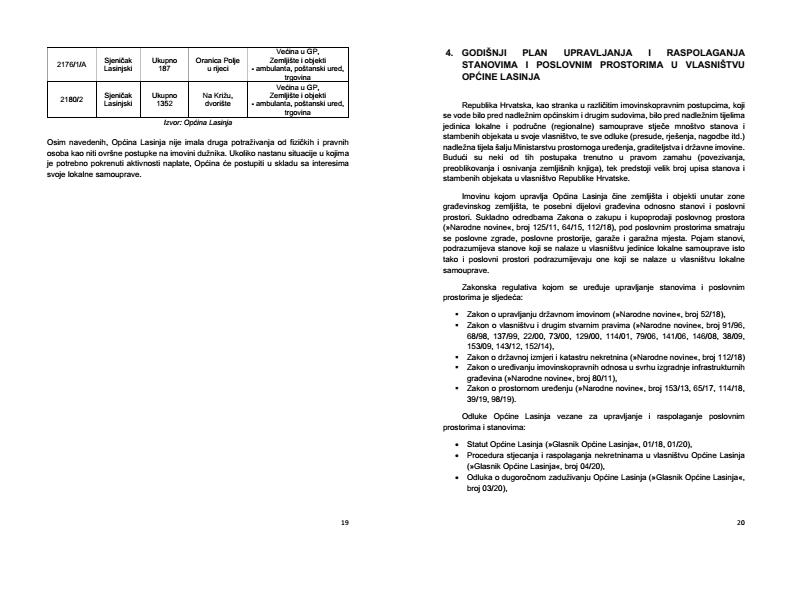 2176/1/A
Sjeničak
Lasinjski
Ukupno
187
Oranica Polje
u rijeci
Većina u GP,
Zemljište i objekti
- ambulanta, poštanski ured,
trgovina
2180/2
Sjeničak
Lasinjski
Ukupno
1352
Na Križu,
dvorište
Većina u GP,
Zemljište i objekti
- ambulanta, poštanski ured,
trgovina
Izvor: Općina Lasinja
Osim navedenih, Općina Lasinja nije imala druga potraživanja od fizičkih i pravnih
osoba kao niti ovršne postupke na imovini dužnika. Ukoliko nastanu situacije u kojima
je potrebno pokrenuti aktivnosti naplate, Općina će postupiti u skladu sa interesima
svoje lokalne samouprave.
19
4. GODIŠNJI PLAN UPRAVLJANJA I RASPOLAGANJA
STANOVIMA I POSLOVNIM PROSTORIMA U VLASNIŠTVU
OPĆINE LASINJA
Republika Hrvatska, kao stranka u različitim imovinskopravnim postupcima, koji
se vode bilo pred nadležnim općinskim i drugim sudovima, bilo pred nadležnim tijelima
jedinica lokalne i područne (regionalne) samouprave stječe mnoštvo stanova i
stambenih objekata u svoje vlasništvo, te sve odluke (presude, rješenja, nagodbe itd.)
nadležna tijela šalju Ministarstvu prostornoga uređenja, graditeljstva i državne imovine.
Budući su neki od tih postupaka trenutno u pravom zamahu (povezivanja,
preoblikovanja i osnivanja zemljišnih knjiga), tek predstoji velik broj upisa stanova i
stambenih objekata u vlasništvo Republike Hrvatske.
Imovinu kojom upravlja Općina Lasinja čine zemljišta i objekti unutar zone
građevinskog zemljišta, te posebni dijelovi građevina odnosno stanovi i poslovni
prostori. Sukladno odredbama Zakona o zakupu i kupoprodaji poslovnog prostora
(»Narodne novine«, broj 125/11, 64/15, 112/18), pod poslovnim prostorima smatraju
se poslovne zgrade, poslovne prostorije, garaže i garažna mjesta. Pojam stanovi,
podrazumijeva stanove koji se nalaze u vlasništvu jedinice lokalne samouprave isto
tako i poslovni prostori podrazumijevaju one koji se nalaze u vlasništvu lokalne
samouprave.
Zakonska regulativa kojom se uređuje upravljanje stanovima i poslovnim
prostorima je sljedeća:
▪ Zakon o upravljanju državnom imovinom (»Narodne novine«, broj 52/18),
▪ Zakon o vlasništvu i drugim stvarnim pravima (»Narodne novine«, broj 91/96,
68/98, 137/99, 22/00, 73/00, 129/00, 114/01, 79/06, 141/06, 146/08, 38/09,
153/09, 143/12, 152/14),
▪ Zakon o državnoj izmjeri i katastru nekretnina (»Narodne novine«, broj 112/18)
▪ Zakon o uređivanju imovinskopravnih odnosa u svrhu izgradnje infrastrukturnih
građevina (»Narodne novine«, broj 80/11),
▪ Zakon o prostornom uređenju (»Narodne novine«, broj 153/13, 65/17, 114/18,
39/19, 98/19).
Odluke Općine Lasinja vezane za upravljanje i raspolaganje poslovnim
prostorima i stanovima:
• Statut Općine Lasinja (»Glasnik Općine Lasinja«, 01/18, 01/20),
• Procedura stjecanja i raspolaganja nekretninama u vlasništvu Općine Lasinja
(»Glasnik Općine Lasinja«, broj 04/20),
• Odluka o dugoročnom zaduživanju Općine Lasinja (»Glasnik Općine Lasinja«,
broj 03/20),
20